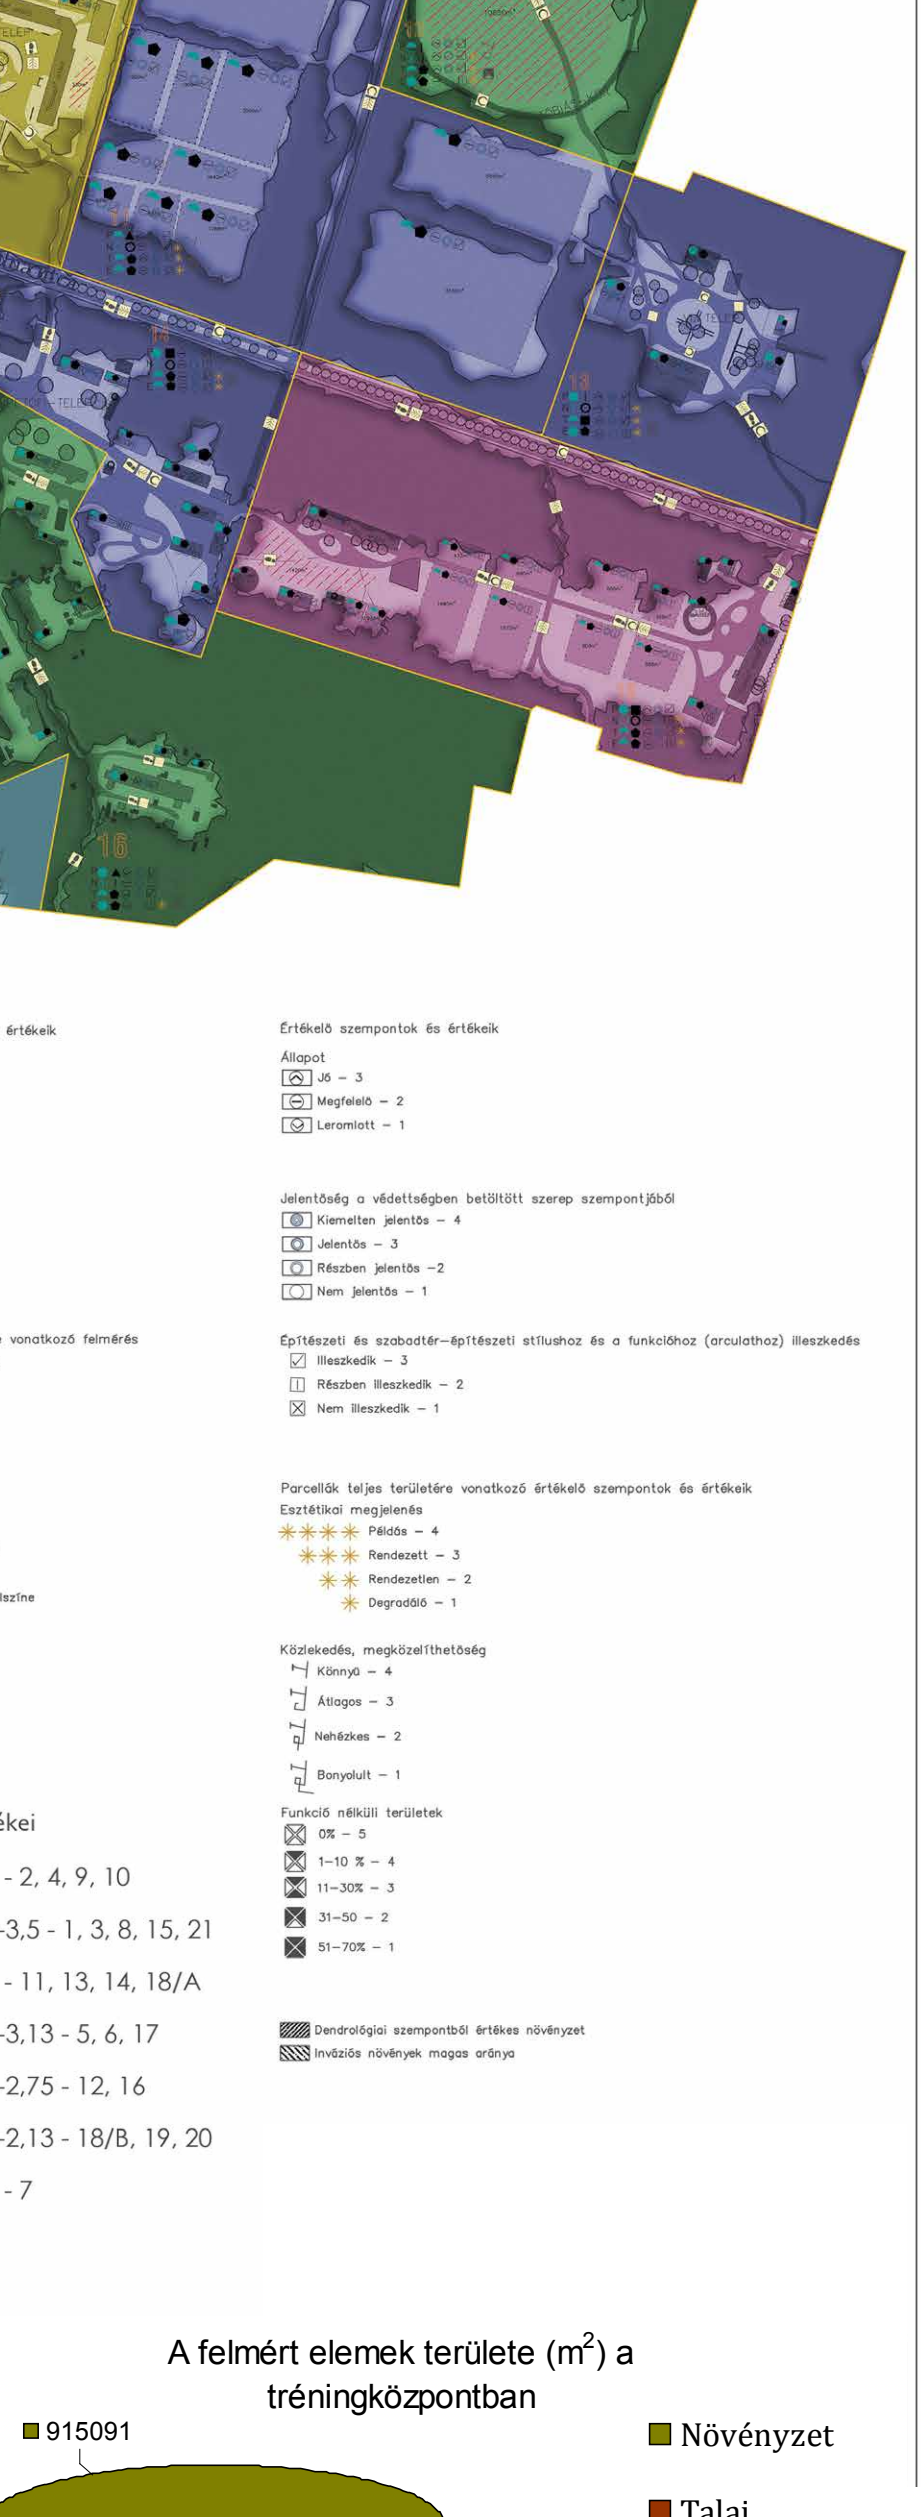 13
16
értékeik
Értékelő szempontok és értékeik
Állapot
Jó – 3
Megfelelő – 2
Leromlott – 1
Jelentőség a védettségben betöltött szerep szempontjából
Kiemelten jelentős – 4
Jelentős – 3
Részben jelentős –2
Nem jelentős – 1
vonatkozó felmérés
Építészeti és szabadtér–építészeti stílushoz és a funkcióhoz (arculathoz) illeszkedés
Illeszkedik – 3
Részben illeszkedik – 2
Nem illeszkedik – 1
Parcellák teljes területére vonatkozó értékelő szempontok és értékeik
Esztétikai megjelenés
Példás – 4
Rendezett – 3
Rendezetlen – 2
Degradáló – 1
lszíne
Közlekedés, megközelíthetőség
Könnyű – 4
Átlagos – 3
Nehézkes – 2
Bonyolult – 1
Funkció nélküli területek
0% – 5
1–10 % – 4
11–30% – 3
31–50 – 2
51–70% – 1
ékei
- 2, 4, 9, 10
-3,5 - 1, 3, 8, 15, 21
- 11, 13, 14, 18/A
-3,13 - 5, 6, 17
-2,75 - 12, 16
-2,13 - 18/B, 19, 20
- 7
Dendrológiai szempontból értékes növényzet
Inváziós növények magas aránya
A felmért elemek területe (m²) a
tréningközpontban
915091
Növényzet
Talaj